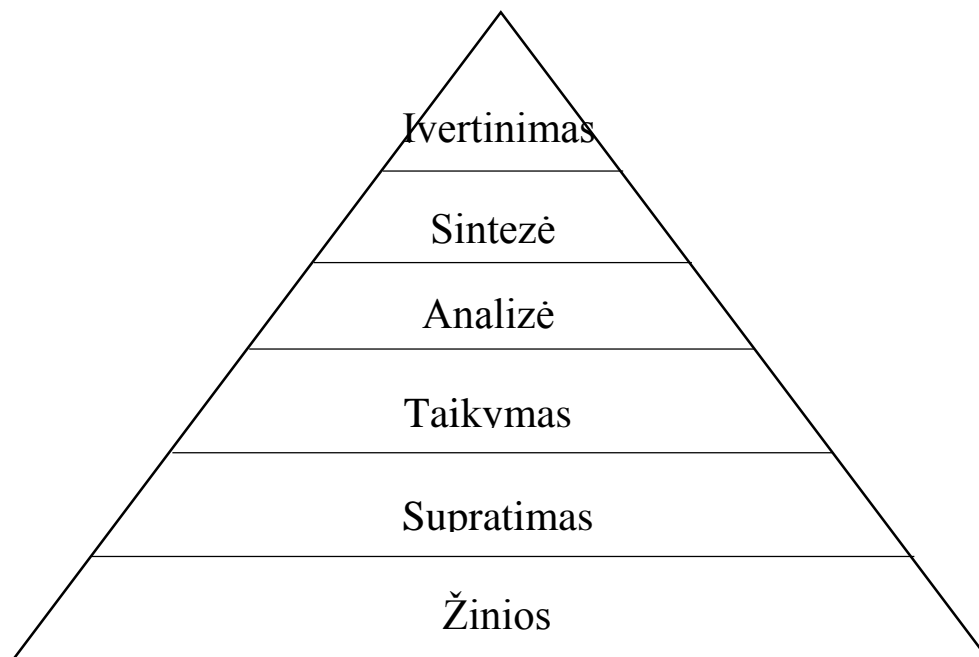 Įvertinimas
Sintezė
Analizė
Taikymas
Supratimas
Žinios